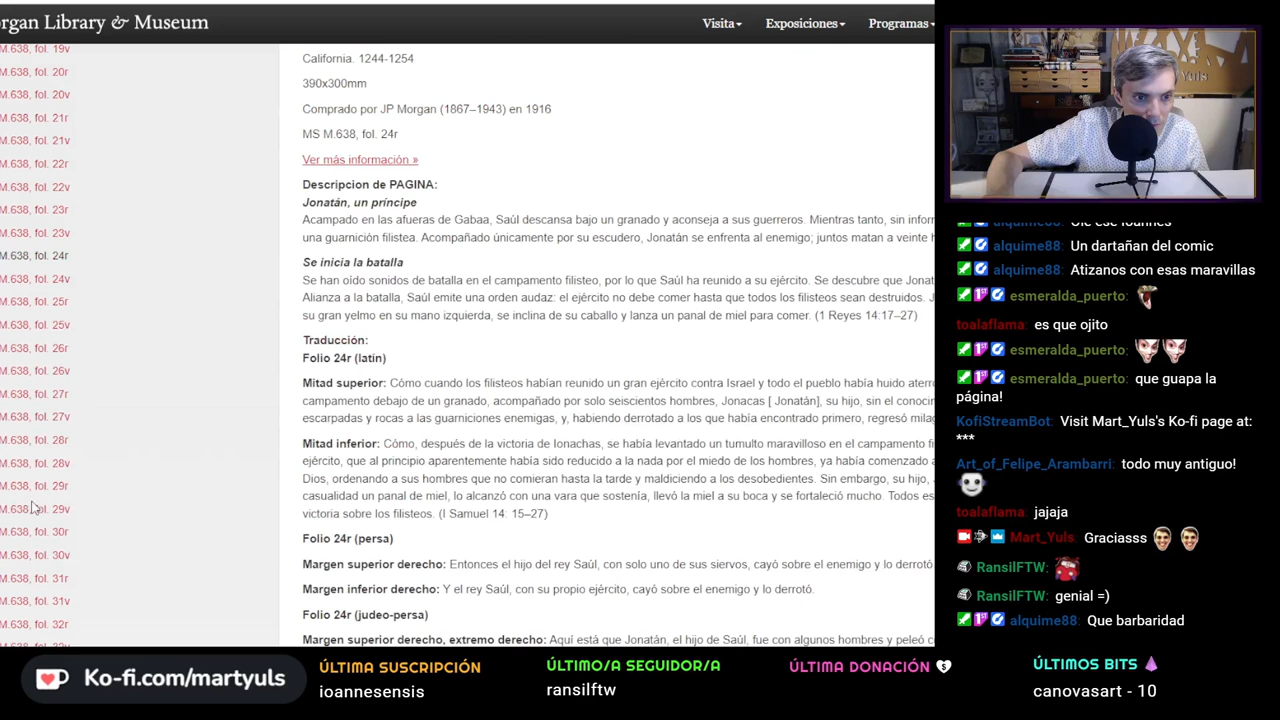 organ Library & Museum
Visita
Exposiciones
Programas
M.638, fol. 19v
M.638, fol. 20r
M.638, fol. 20v
M.638, fol. 21r
M.638, fol. 21v
M.638, fol. 22r
M.638, fol. 22v
M.638, fol. 23r
M.638, fol. 23v
M.638, fol. 24r
M.638, fol. 24v
M.638, fol. 25r
M.638, fol. 25v
M.638, fol. 26r
M.638, fol. 26v
M.638, fol. 27r
M.638, fol. 27v
M.638, fol. 28r
M.638, fol. 28v
M.638, fol. 29r
M.638, fol. 29v
M.638, fol. 30r
M.638, fol. 30v
M.638, fol. 31r
M.638, fol. 31v
M.638, fol. 32r
California. 1244-1254
390x300mm
Comprado por JP Morgan (1867–1943) en 1916
MS M.638, fol. 24r
Ver más información »
Descripcion de PAGINA:
Jonatán, un príncipe
Acampado en las afueras de Gabaa, Saúl descansa bajo un granado y aconseja a sus guerreros. Mientras tanto, sin infor
una guarnición filistea. Acompañado únicamente por su escudero, Jonatán se enfrenta al enemigo; juntos matan a veinte h
Se inicia la batalla
Se han oído sonidos de batalla en el campamento filisteo, por lo que Saúl ha reunido a su ejército. Se descubre que Jonat
Alianza a la batalla, Saúl emite una orden audaz: el ejército no debe comer hasta que todos los filisteos sean destruidos. J
su gran yelmo en su mano izquierda, se inclina de su caballo y lanza un panal de miel para comer. (1 Reyes 14:17–27)
Traducción:
Folio 24r (latín)
Mitad superior: Cómo cuando los filisteos habían reunido un gran ejército contra Israel y todo el pueblo había huido aterro
campamento debajo de un granado, acompañado por solo seiscientos hombres, Jonacas [ Jonatán], su hijo, sin el conocin
escarpadas y rocas a las guarniciones enemigas, y, habiendo derrotado a los que había encontrado primero, regresó milag
Mitad inferior: Cómo, después de la victoria de Ionachas, se había levantado un tumulto maravilloso en el campamento fi
ejército, que al principio aparentemente había sido reducido a la nada por el miedo de los hombres, ya había comenzado a
Dios, ordenando a sus hombres que no comieran hasta la tarde y maldiciendo a los desobedientes. Sin embargo, su hijo, 
casualidad un panal de miel, lo alcanzó con una vara que sostenía, llevó la miel a su boca y se fortaleció mucho. Todos es
victoria sobre los filisteos. (I Samuel 14: 15–27)
Folio 24r (persa)
Margen superior derecho: Entonces el hijo del rey Saúl, con solo uno de sus siervos, cayó sobre el enemigo y lo derrotó
Margen inferior derecho: Y el rey Saúl, con su propio ejército, cayó sobre el enemigo y lo derrotó.
Folio 24r (judeo-persa)
Margen superior derecho, extremo derecho: Aquí está que Jonatán, el hijo de Saúl, fue con algunos hombres y peleó c
alquime88: Ole ese Ioannes
alquime88: Un dartañan del comic
alquime88: Atizanos con esas maravillas
esmeralda_puerto:
toalaflama: es que ojito
esmeralda_puerto:
esmeralda_puerto: que guapa la
página!
KofiStreamBot: Visit Mart_Yuls's Ko-fi page at:
***
Art_of_Felipe_Arambarri: todo muy antiguo!
toalaflama: jajaja
Mart_Yuls: Graciasss
RansilFTW:
RansilFTW: genial =)
alquime88: Que barbaridad
Ko-fi.com/martyuls
ÚLTIMA SUSCRIPCIÓN
ioannesensis
ÚLTIMO/A SEGUIDOR/A
ransilftw
ÚLTIMA DONACIÓN
ÚLTIMOS BITS
canovasart - 10